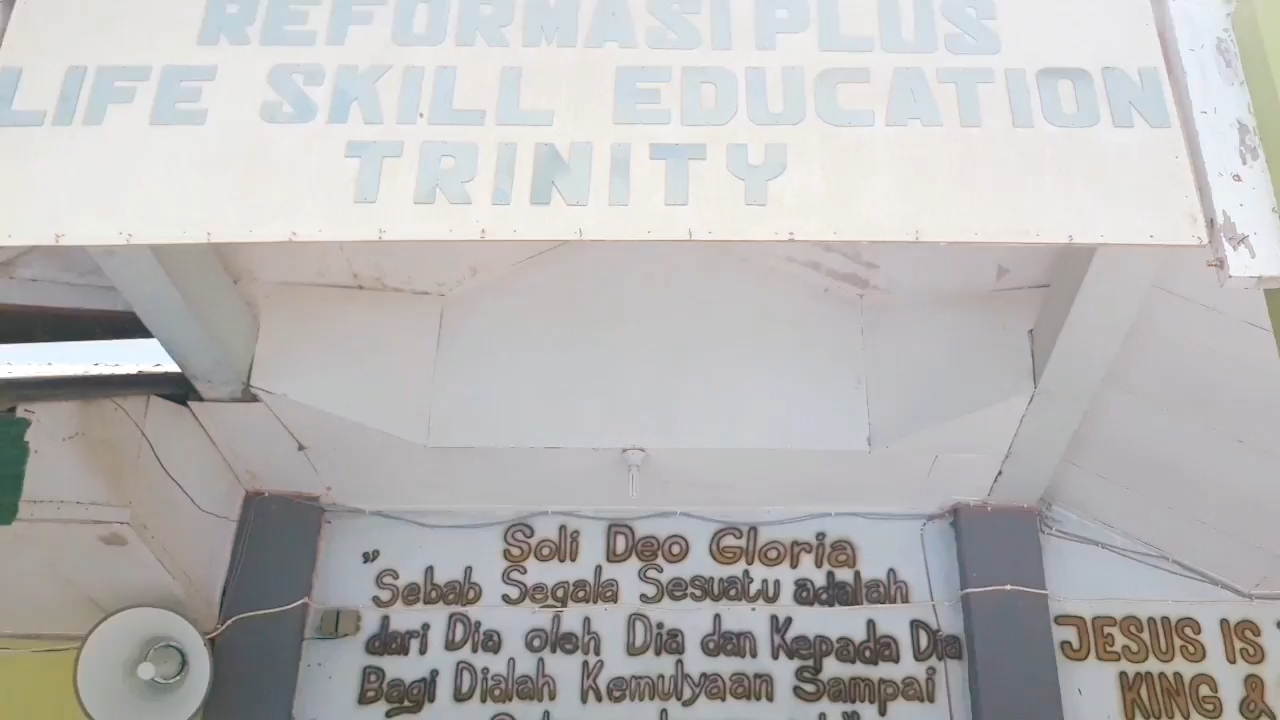 REFORMASI PLUS
LIFE SKILL EDUCATION
TRINITY
Soli Deo Gloria
„Sebab Segala Sesuatu adalah
dari Dia oleh Dia dan Kepada Dia
Bagi Dialah Kemulyaan Sampai
JESUS IS
KING &